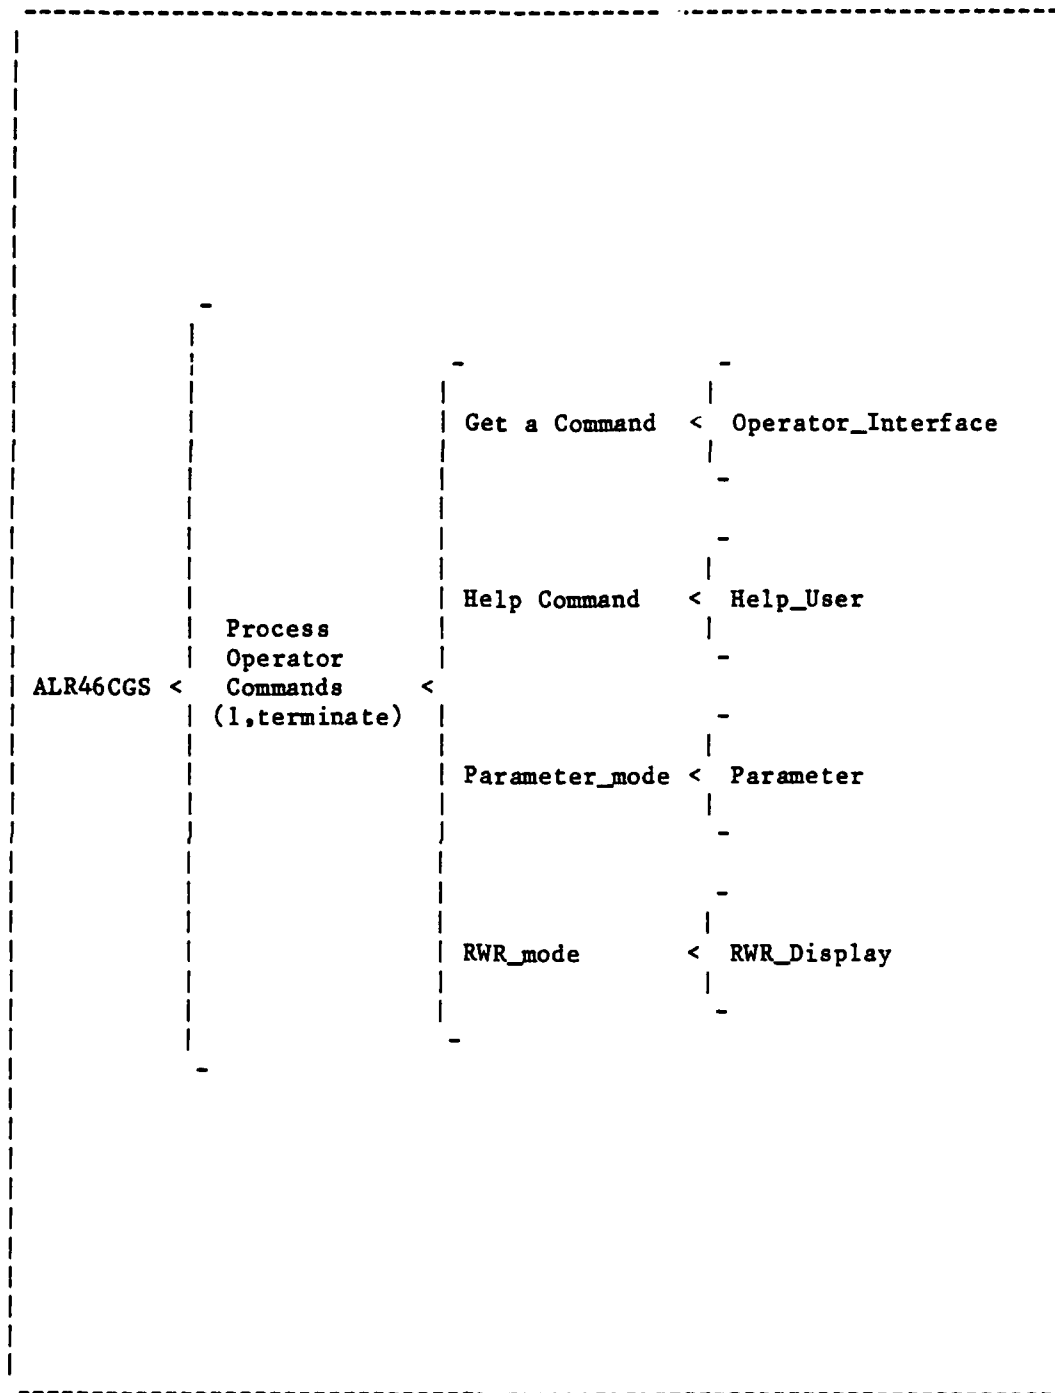 Get a Command < Operator_Interface
Help Command < Help_User
Process
Operator
ALR46CGS < Commands <
(1,terminate)
Parameter_mode < Parameter
RWR_mode < RWR_Display